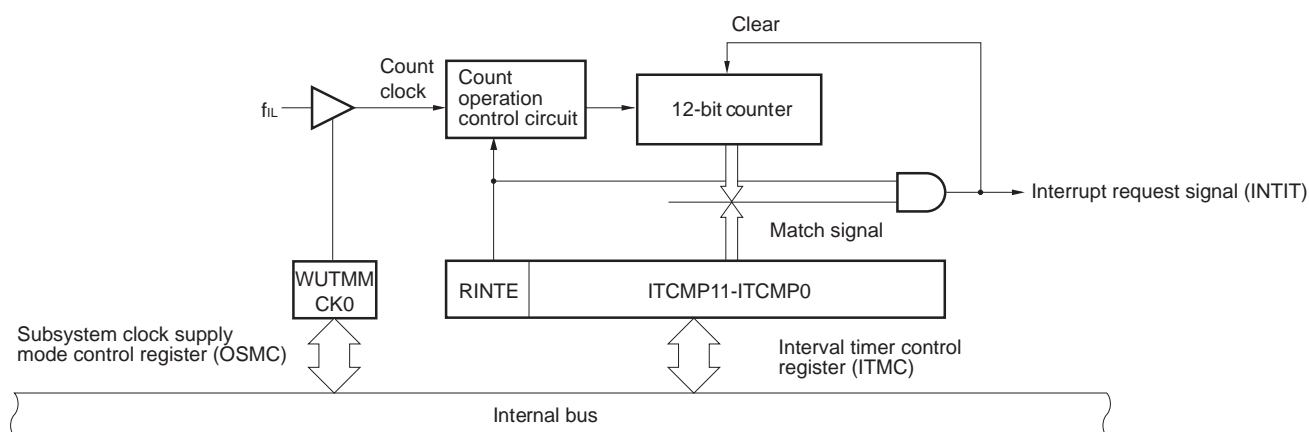 Clear
Count
clock
Count
operation
control circuit
12-bit counter
fIL
Interrupt request signal (INTIT)
Match signal
WUTMM
CK0
RINTE
ITCMP11-ITCMP0
Subsystem clock supply
mode control register (OSMC)
Interval timer control
register (ITMC)
Internal bus